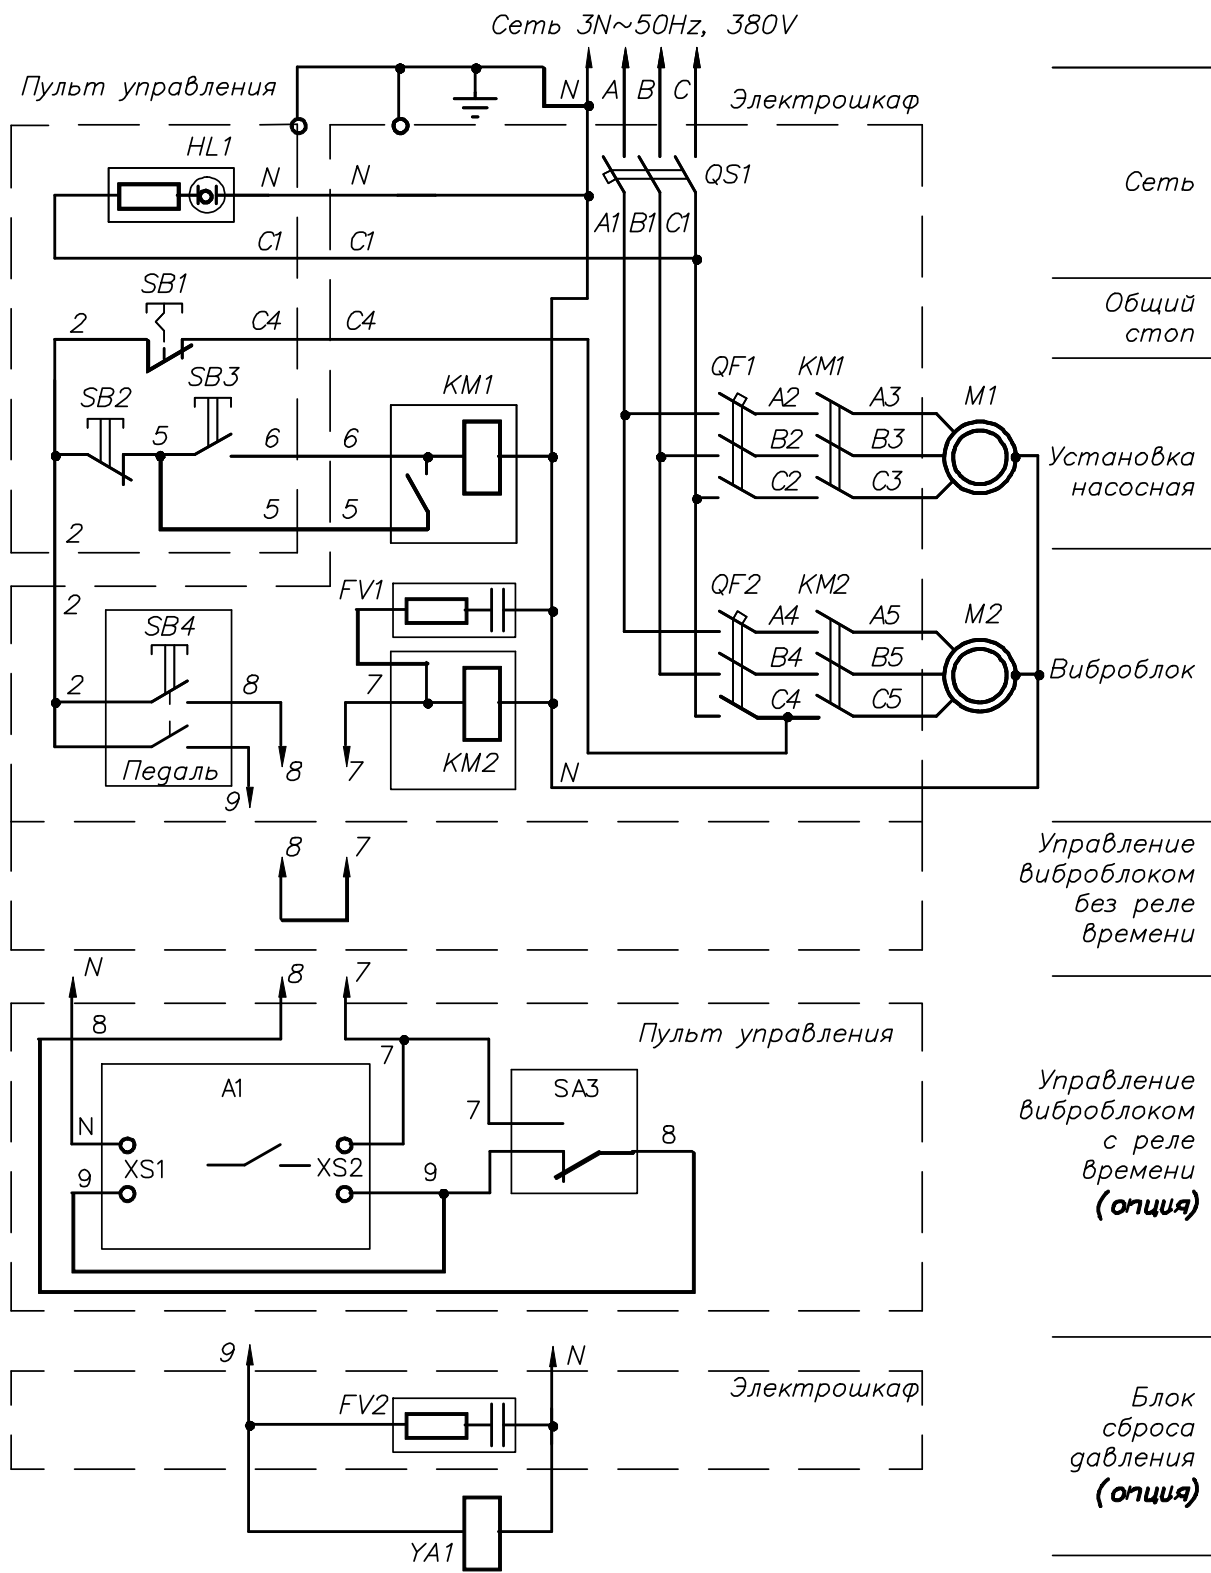 Сеть 3N~50Hz, 380V
Пульт управления
N A B C
Электрошкаф
HL1
N N
QS1
Сеть
A1 B1 C1
C1 C1
SB1
Общий
стоп
2 C4 C4
SB3
QF1 KM1
SB2
KM1
A2 A3 M1
5 6 6
B2 B3
Установка
насосная
C2 C3
5 5
2
2
FV1
QF2 KM2
SB4
A4 A5 M2
B4 B5
Виброблок
2 8 7
C4 C5
Педаль 8 7 KM2 N
9
8 7
Управление
виброблоком
без реле
времени
N 8 7
8
Пульт управления
7
A1
SA3
Управление
виброблоком
с реле
времени
(опция)
N 7 8
XS1 XS2
9 9
9 N
Электрошкаф
FV2
Блок
сброса
давления
(опция)
YA1